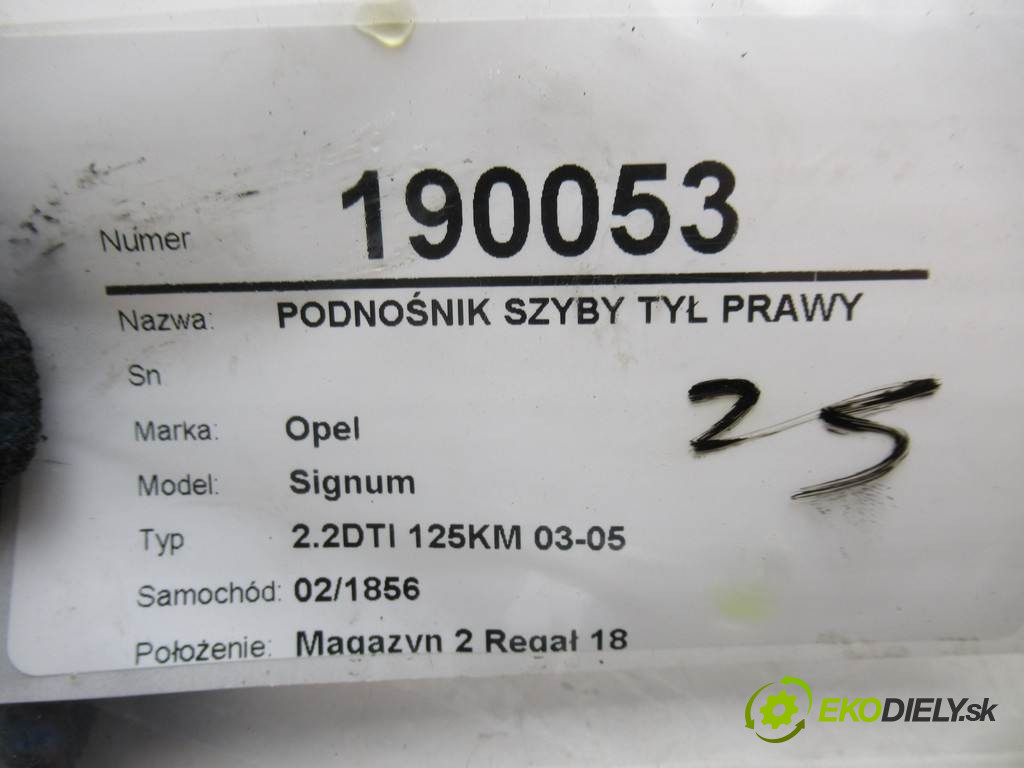 Numer 190053
Nazwa: PODNOŚNIK SZYBY TYŁ PRAWY
Sn
25
Marka: Opel
Model: Signum
Typ 2.2DTI 125KM 03-05
Samochód: 02/1856
Położenie: Magazyn 2 Regał 18
EKODIELY.sk